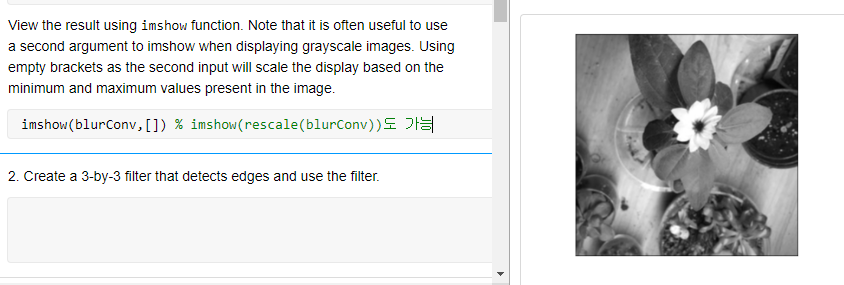 View the result using imshow function. Note that it is often useful to use
a second argument to imshow when displaying grayscale images. Using
empty brackets as the second input will scale the display based on the
minimum and maximum values present in the image.
imshow(blurConv,[]) % imshow(rescale(blurConv))도 가능
2. Create a 3-by-3 filter that detects edges and use the filter.